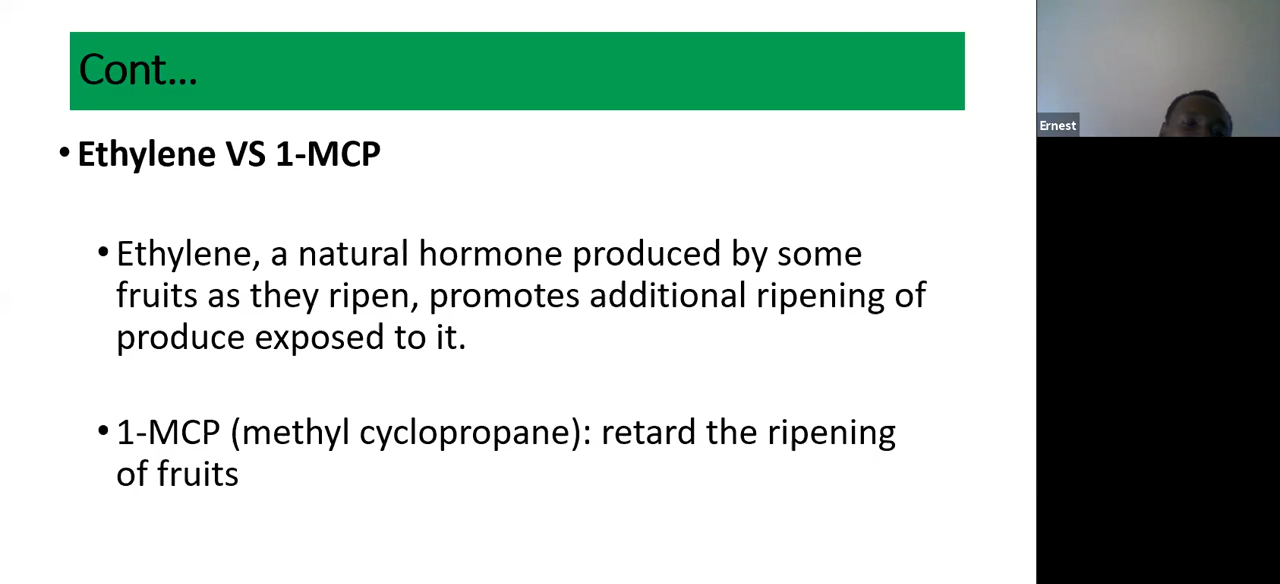 Cont...
• Ethylene VS 1-MCP
• Ethylene, a natural hormone produced by some
fruits as they ripen, promotes additional ripening of
produce exposed to it.
• 1-MCP (methyl cyclopropane): retard the ripening
of fruits
Ernest